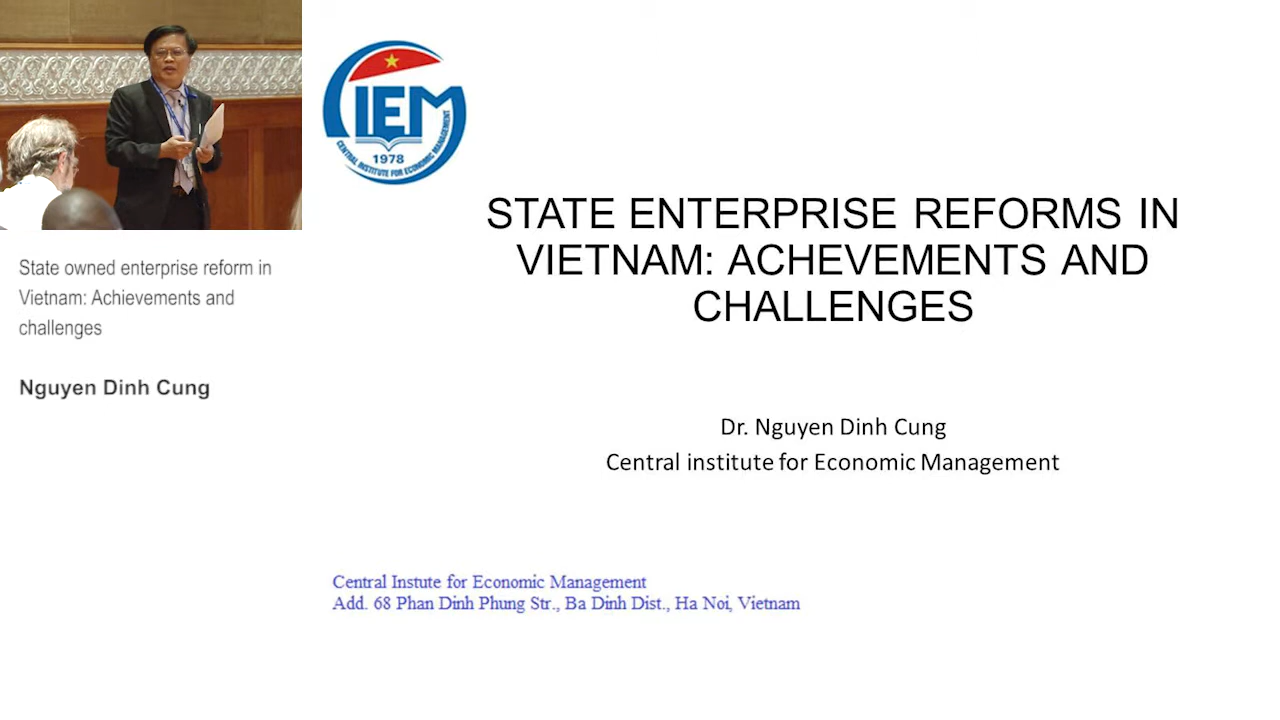 CIEM
1978
CENTRAL INSTITUTE FOR ECONOMIC MANAGEMENT
STATE ENTERPRISE REFORMS IN
VIETNAM: ACHEVEMENTS AND
CHALLENGES
State owned enterprise reform in
Vietnam: Achievements and
challenges
Nguyen Dinh Cung
Dr. Nguyen Dinh Cung
Central institute for Economic Management
Central Instute for Economic Management
Add. 68 Phan Dinh Phung Str., Ba Dinh Dist., Ha Noi, Vietnam